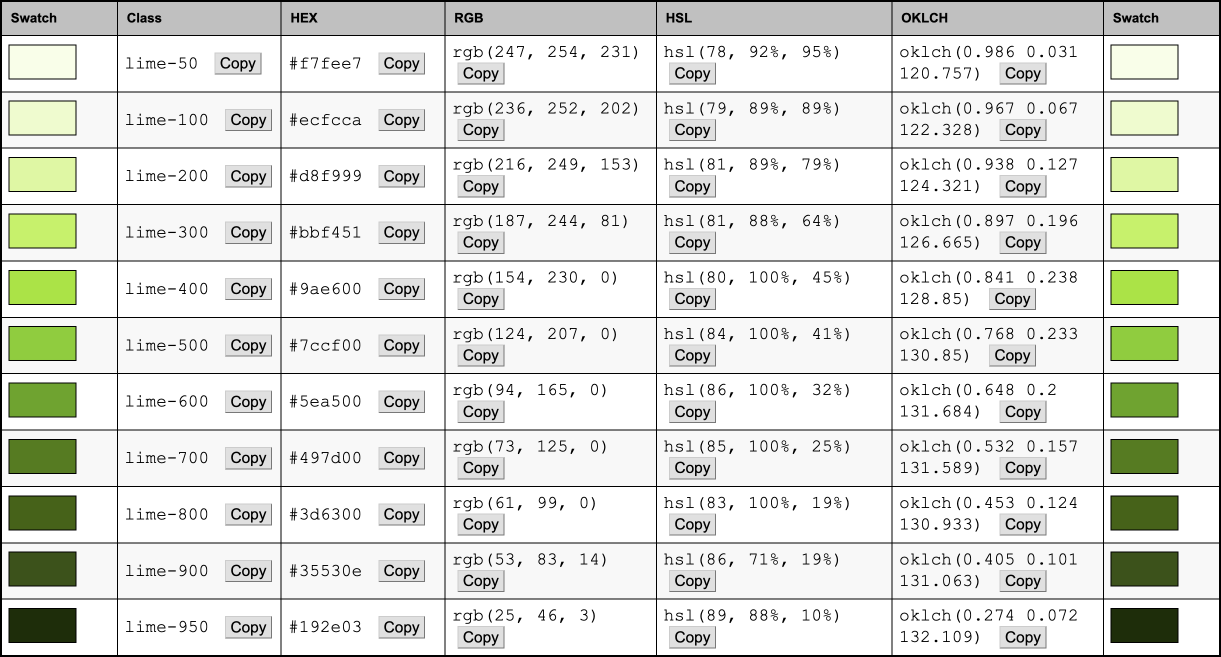 Swatch Class HEX RGB HSL OKLCH Swatch
lime-50 Copy #f7fee7 Copy rgb(247, 254, 231) Copy hsl(78, 92%, 95%) Copy oklch(0.986 0.031 120.757) Copy
lime-100 Copy #ecfcca Copy rgb(236, 252, 202) Copy hsl(79, 89%, 89%) Copy oklch(0.967 0.067 122.328) Copy
lime-200 Copy #d8f999 Copy rgb(216, 249, 153) Copy hsl(81, 89%, 79%) Copy oklch(0.938 0.127 124.321) Copy
lime-300 Copy #bbf451 Copy rgb(187, 244, 81) Copy hsl(81, 88%, 64%) Copy oklch(0.897 0.196 126.665) Copy
lime-400 Copy #9ae600 Copy rgb(154, 230, 0) Copy hsl(80, 100%, 45%) Copy oklch(0.841 0.238 128.85) Copy
lime-500 Copy #7ccf00 Copy rgb(124, 207, 0) Copy hsl(84, 100%, 41%) Copy oklch(0.768 0.233 130.85) Copy
lime-600 Copy #5ea500 Copy rgb(94, 165, 0) Copy hsl(86, 100%, 32%) Copy oklch(0.648 0.2 131.684) Copy
lime-700 Copy #497d00 Copy rgb(73, 125, 0) Copy hsl(85, 100%, 25%) Copy oklch(0.532 0.157 131.589) Copy
lime-800 Copy #3d6300 Copy rgb(61, 99, 0) Copy hsl(83, 100%, 19%) Copy oklch(0.453 0.124 130.933) Copy
lime-900 Copy #35530e Copy rgb(53, 83, 14) Copy hsl(86, 71%, 19%) Copy oklch(0.405 0.101 131.063) Copy
lime-950 Copy #192e03 Copy rgb(25, 46, 3) Copy hsl(89, 88%, 10%) Copy oklch(0.274 0.072 132.109) Copy